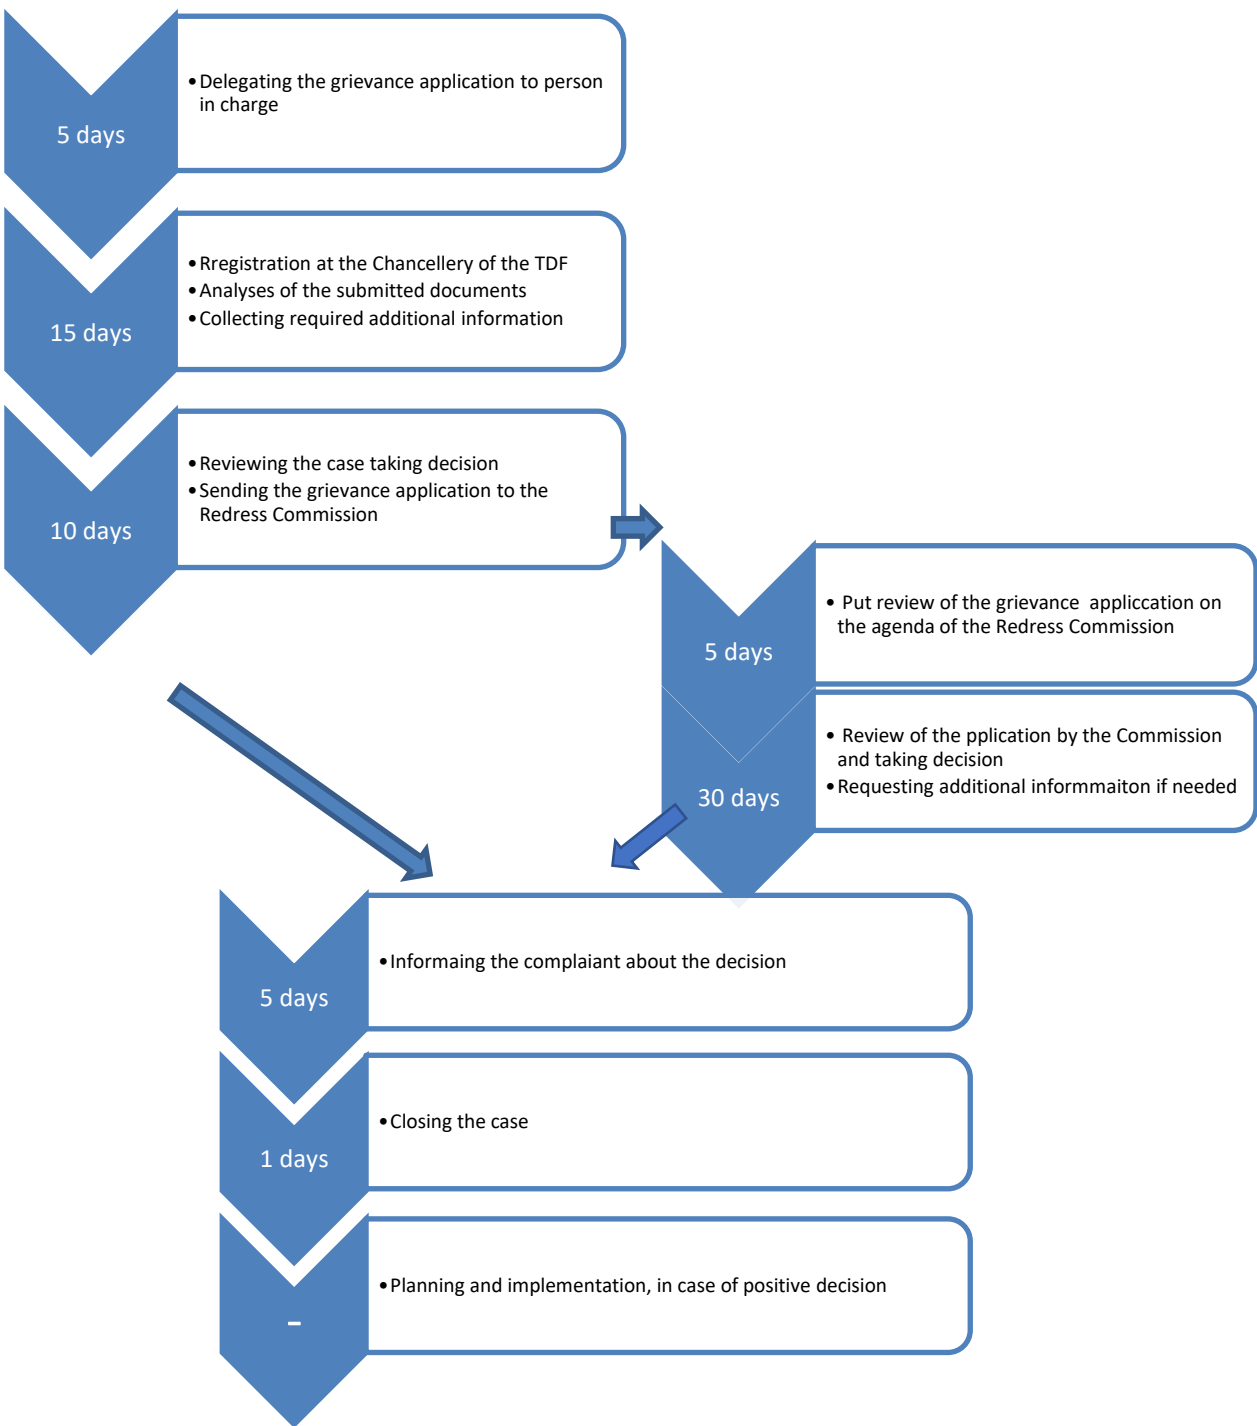 5 days
•Delegating the grievance application to person
in charge
15 days
•Rregistration at the Chancellery of the TDF
•Analyses of the submitted documents
•Collecting required additional information
10 days
•Reviewing the case taking decision
•Sending the grievance application to the
Redress Commission
5 days
• Put review of the grievance appliccation on
the agenda of the Redress Commission
30 days
• Review of the pplication by the Commission
and taking decision
•Requesting additional informmaiton if needed
5 days
•Informaing the complaiant about the decision
1 days
•Closing the case
-
•Planning and implementation, in case of positive decision